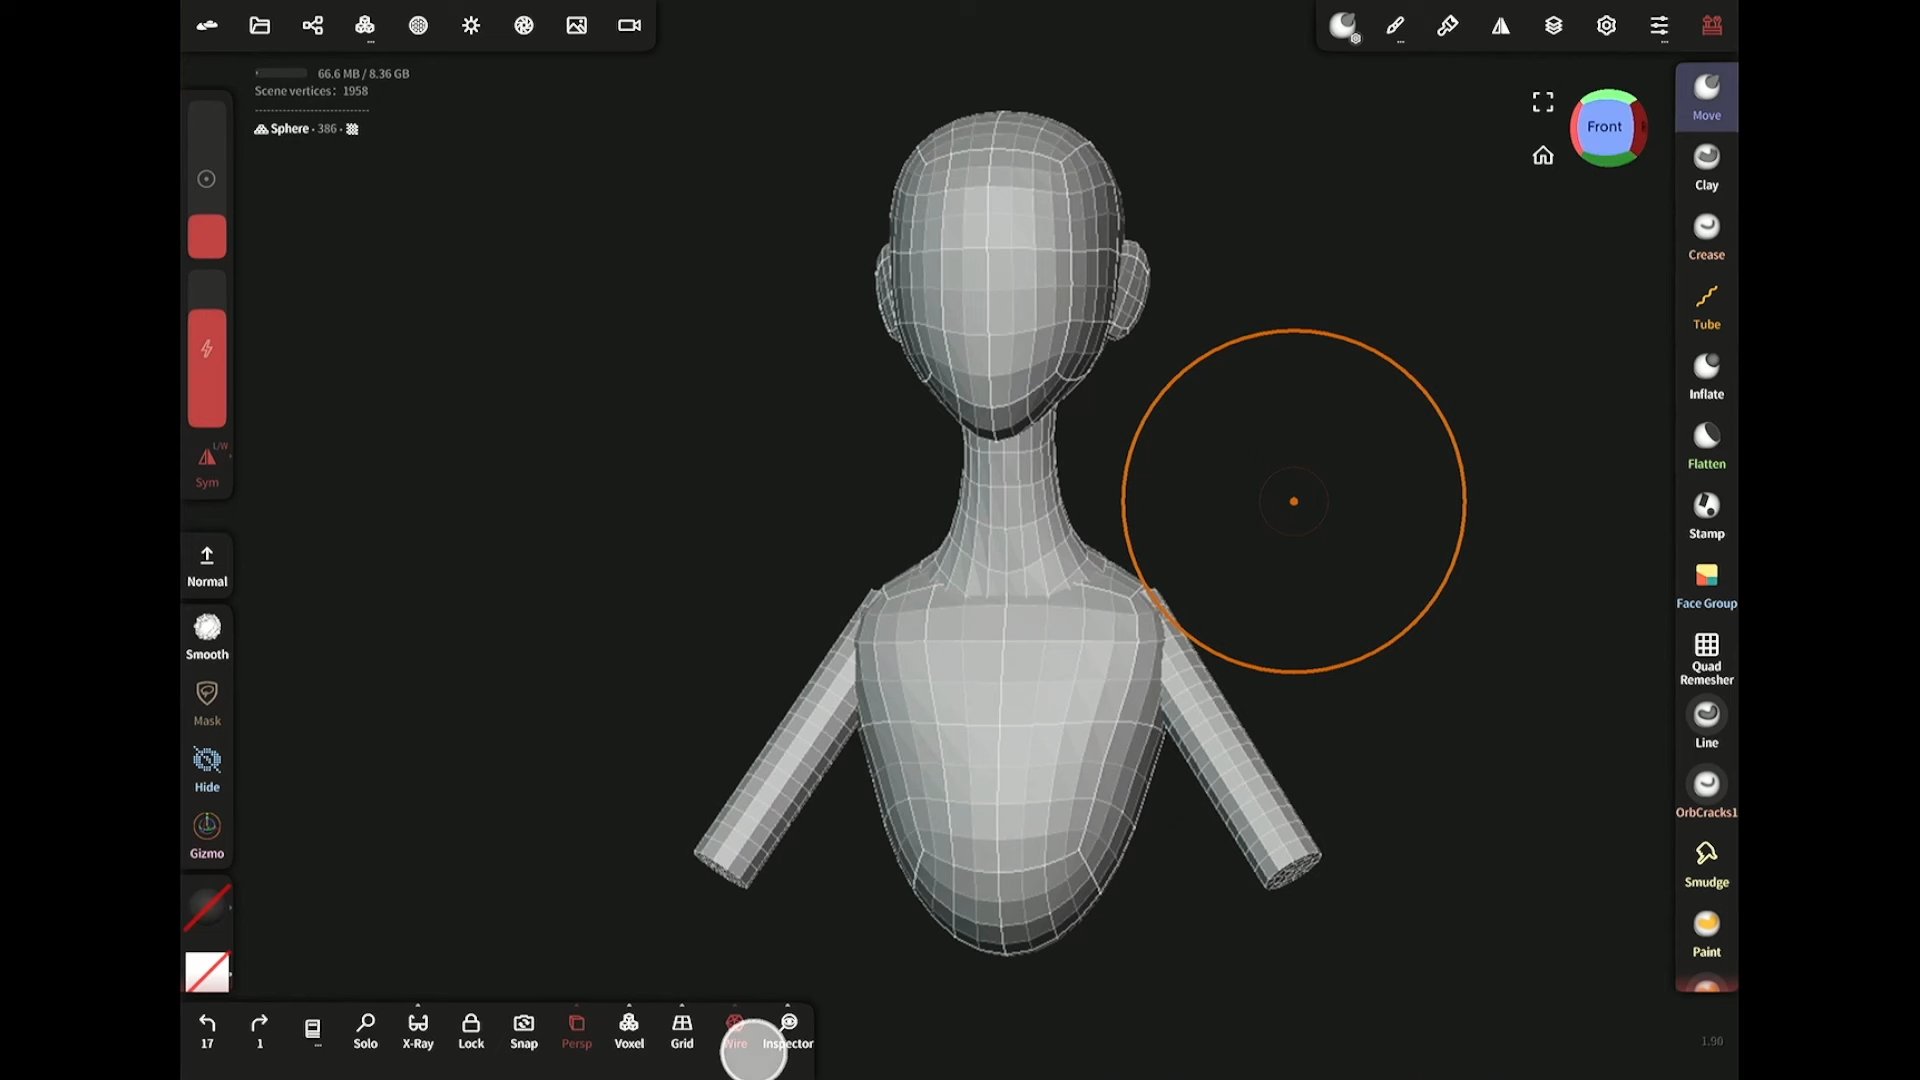 66.6 MB / 8.36 GB
Scene vertices: 1958
Sphere · 386 ·
Front
L/W
Sym
Normal
Smooth
Mask
Hide
Gizmo
Move
Clay
Crease
Tube
Inflate
Flatten
Stamp
Face Group
Quad
Remesher
Line
OrbCracks1
Smudge
Paint
17
1
Solo
X-Ray
Lock
Snap
Persp
Voxel
Grid
Wire
Inspector
1.90